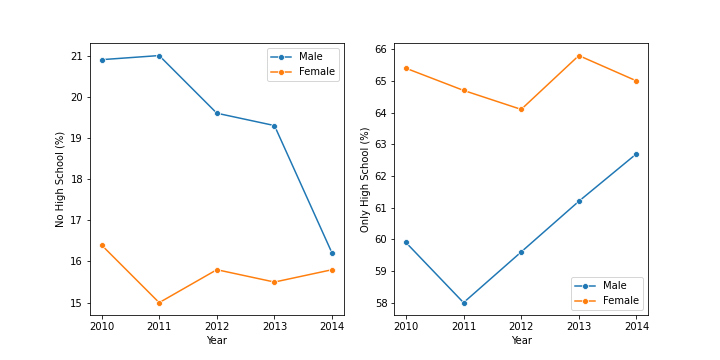 No High School (%)
21
20
19
18
17
16
15
2010 2011 2012 2013 2014
Year
Male
Female
Only High School (%)
66
65
64
63
62
61
60
59
58
2010 2011 2012 2013 2014
Year
Male
Female